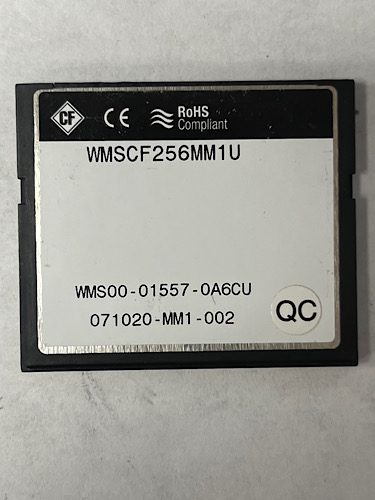 CF CE RoHS
Compliant
WMSCF256MM1U
WMS00-01557-0A6CU
071020-MM1-002
QC